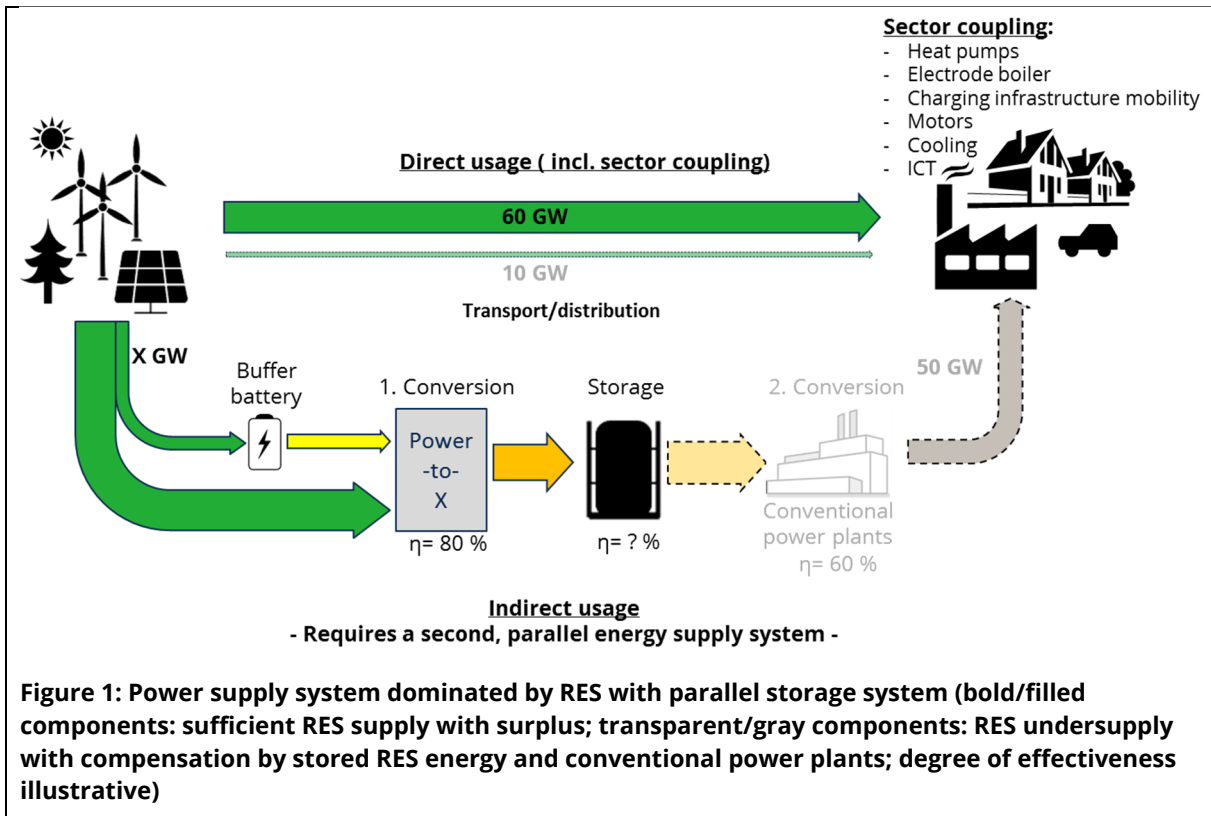 Sector coupling:
- Heat pumps
- Electrode boiler
- Charging infrastructure mobility
- Motors
- Cooling
- ICT
Direct usage ( incl. sector coupling)
60 GW
10 GW
Transport/distribution
X GW
Buffer
battery
1. Conversion
Power
-to-
X
η= 80 %
Storage
η= ? %
2. Conversion
Conventional
power plants
η= 60 %
50 GW
Indirect usage
- Requires a second, parallel energy supply system -
Figure 1: Power supply system dominated by RES with parallel storage system (bold/filled
components: sufficient RES supply with surplus; transparent/gray components: RES undersupply
with compensation by stored RES energy and conventional power plants; degree of effectiveness
illustrative)